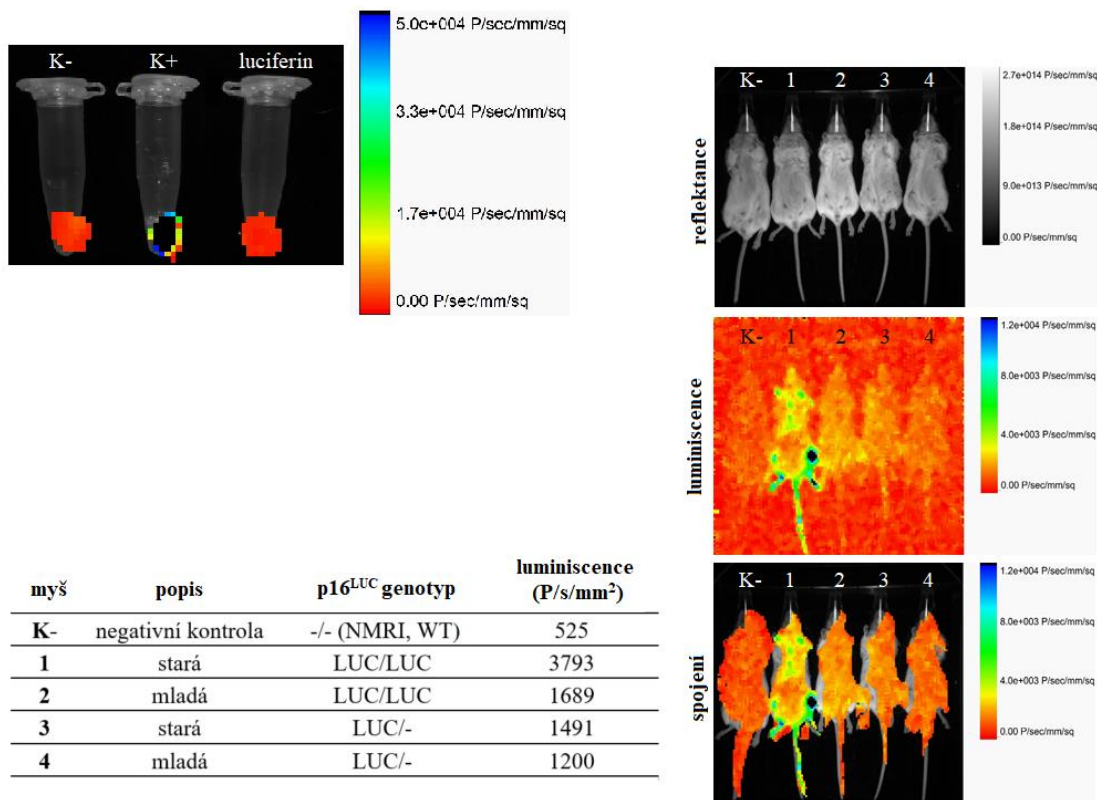 K- K+ luciferin
5.0e+004 P/sec/mm/sq
3.3e+004 P/sec/mm/sq
1.7e+004 P/sec/mm/sq
0.00 P/sec/mm/sq
reflektance
K- 1 2 3 4
2.7e+014 P/sec/mm/sq
1.8e+014 P/sec/mm/sq
9.0e+013 P/sec/mm/sq
0.00 P/sec/mm/sq
luminiscence
K- 1 2 3 4
1.2e+004 P/sec/mm/sq
8.0e+003 P/sec/mm/sq
4.0e+003 P/sec/mm/sq
0.00 P/sec/mm/sq
spojení
K- 1 2 3 4
1.2e+004 P/sec/mm/sq
8.0e+003 P/sec/mm/sq
4.0e+003 P/sec/mm/sq
0.00 P/sec/mm/sq
myš popis p16^LUC genotyp luminiscence (P/s/mm²)
K- negativní kontrola -/- (NMRI, WT) 525
1 stará LUC/LUC 3793
2 mladá LUC/LUC 1689
3 stará LUC/- 1491
4 mladá LUC/- 1200